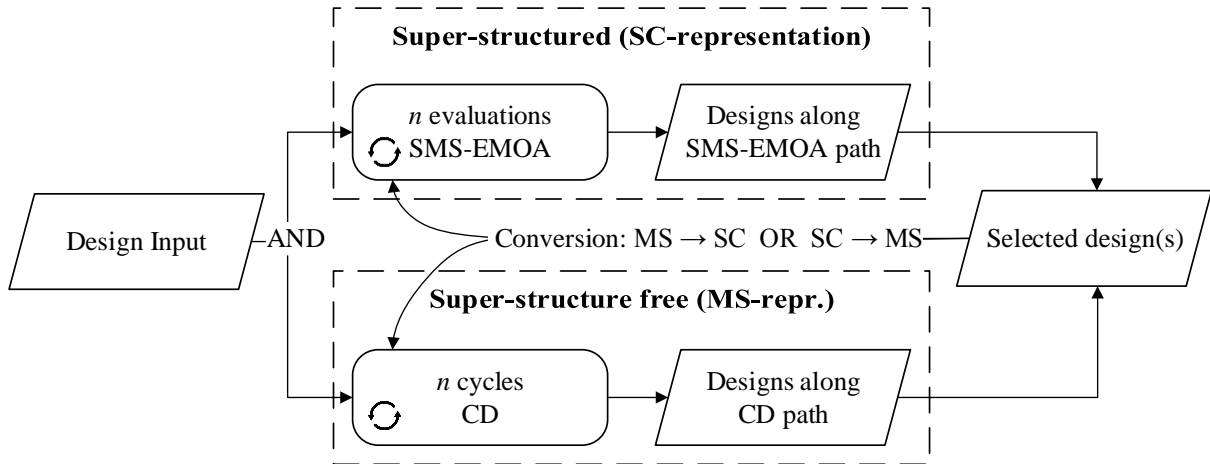 Super-structured (SC-representation)
n evaluations
SMS-EMOA
Designs along
SMS-EMOA path
Design Input
AND
Conversion: MS → SC OR SC → MS
Selected design(s)
Super-structure free (MS-repr.)
n cycles
CD
Designs along
CD path